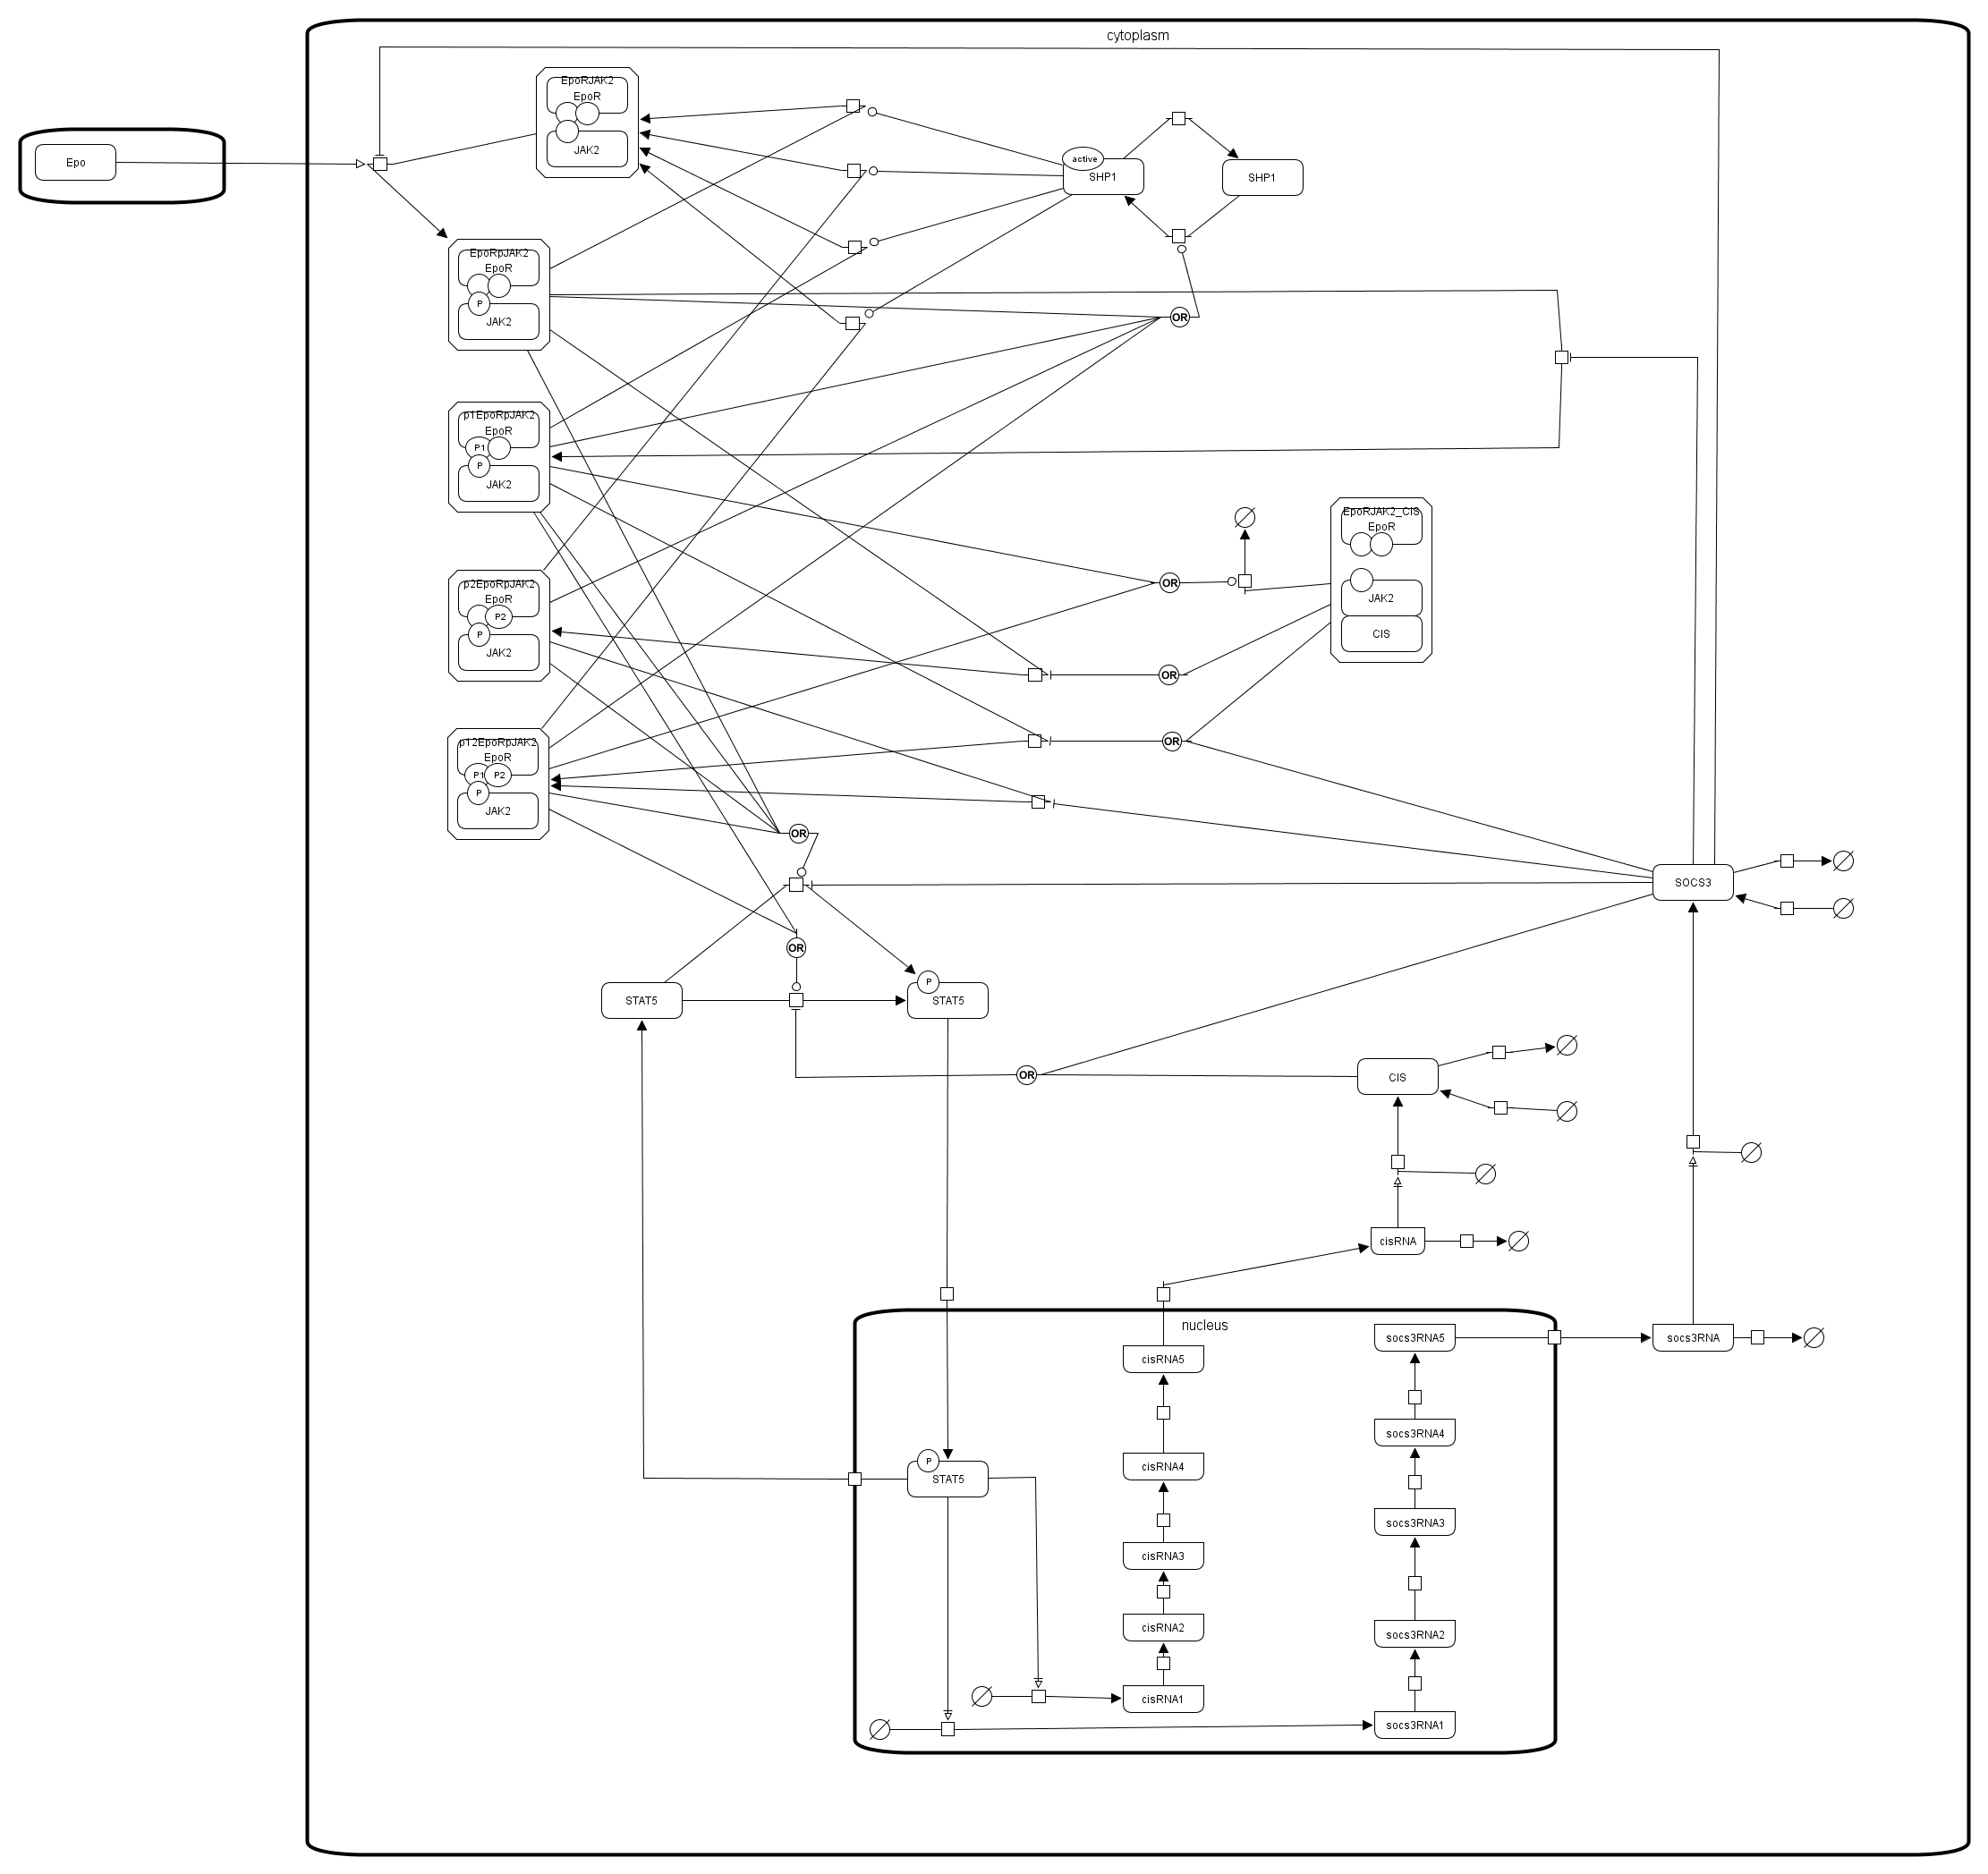 cytoplasm
EpoRJAK2
EpoR
JAK2
Epo
active
SHP1
SHP1
EpoRpJAK2
EpoR
P
JAK2
OR
p1EpoRpJAK2
EpoR
P1
P
JAK2
EpoRJAK2_CIS
EpoR
JAK2
CIS
OR
p2EpoRpJAK2
EpoR
P2
P
JAK2
OR
OR
p12EpoRpJAK2
EpoR
P1
P2
P
JAK2
OR
SOCS3
OR
STAT5
P
STAT5
OR
CIS
cisRNA
nucleus
socs3RNA5
socs3RNA
cisRNA5
socs3RNA4
P
STAT5
cisRNA4
socs3RNA3
cisRNA3
cisRNA2
socs3RNA2
cisRNA1
socs3RNA1